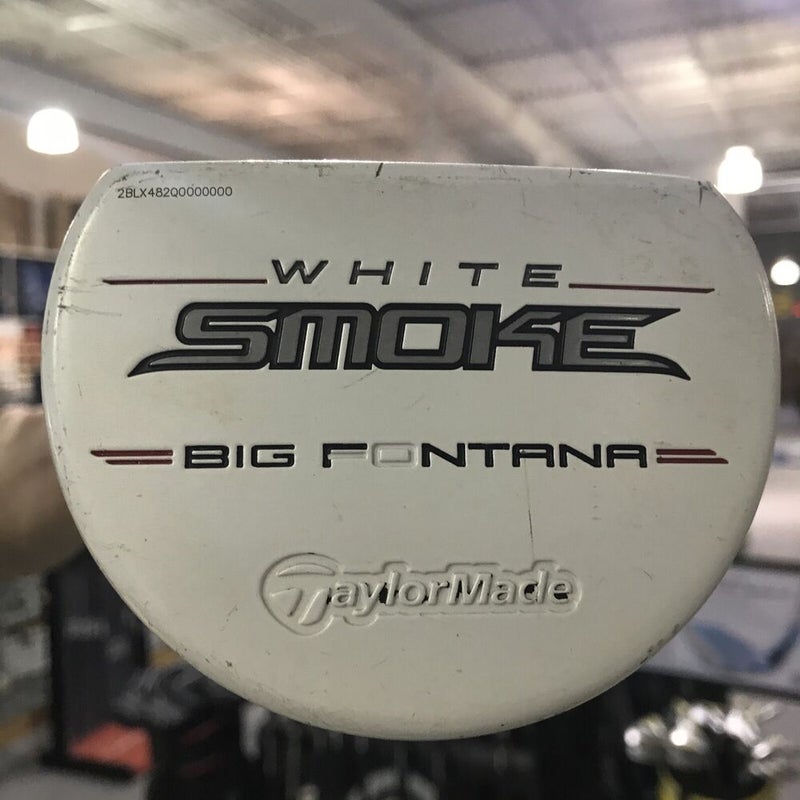 2BLX482Q0000000
WHITE
SMOKE
BIG FONTANA
TaylorMade